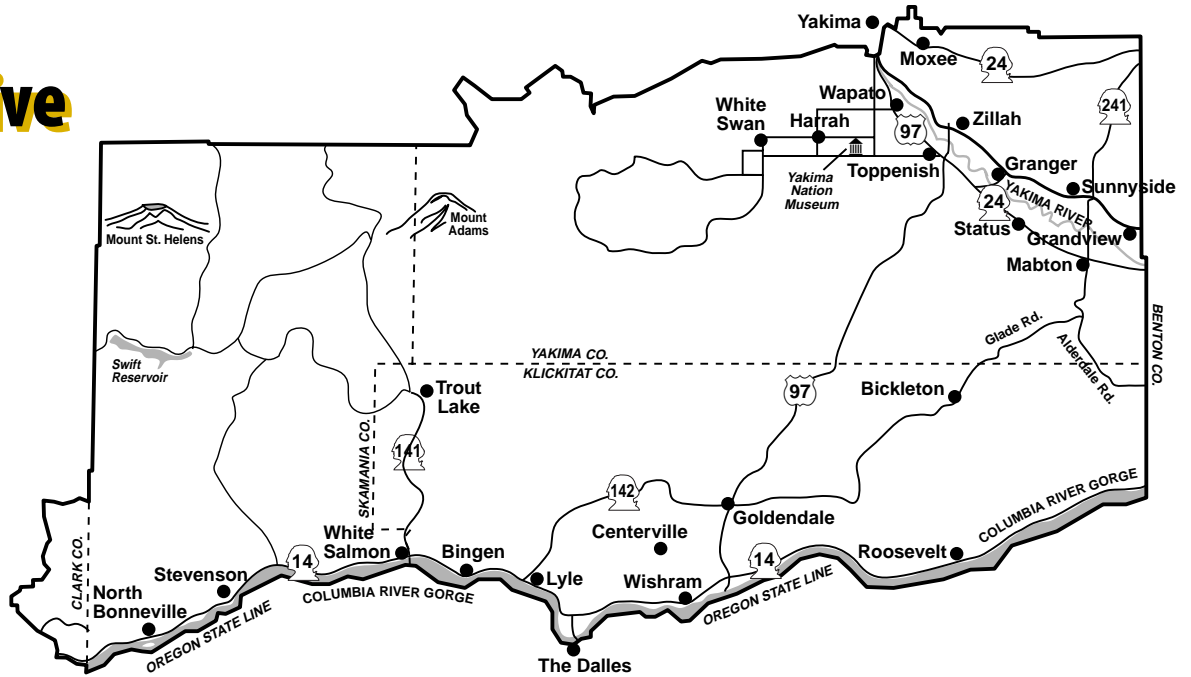 ive
Yakima
Moxee
24
241
Wapato
97
Zillah
White
Swan
Harrah
Toppenish
Yakima
Nation
Museum
Granger
Sunnyside
YAKIMA RIVER
24
Status
Grandview
Mabton
Mount St. Helens
Mount
Adams
Swift
Reservoir
YAKIMA CO.
KLICKITAT CO.
BENTON CO.
Glade Rd.
Alderdale Rd.
Trout
Lake
97
Bickleton
SKAMANIA CO.
141
142
Goldendale
Centerville
COLUMBIA RIVER GORGE
White
Salmon
Bingen
14
14
Roosevelt
Stevenson
Lyle
Wishram
CLARK CO.
North
Bonneville
COLUMBIA RIVER GORGE
OREGON STATE LINE
OREGON STATE LINE
The Dalles